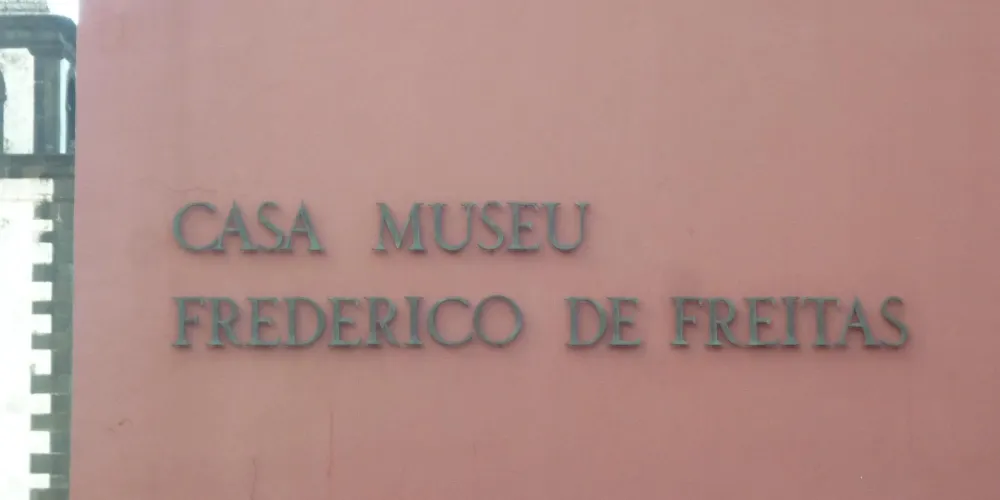 CASA MUSEU
FREDERICO DE FREITAS